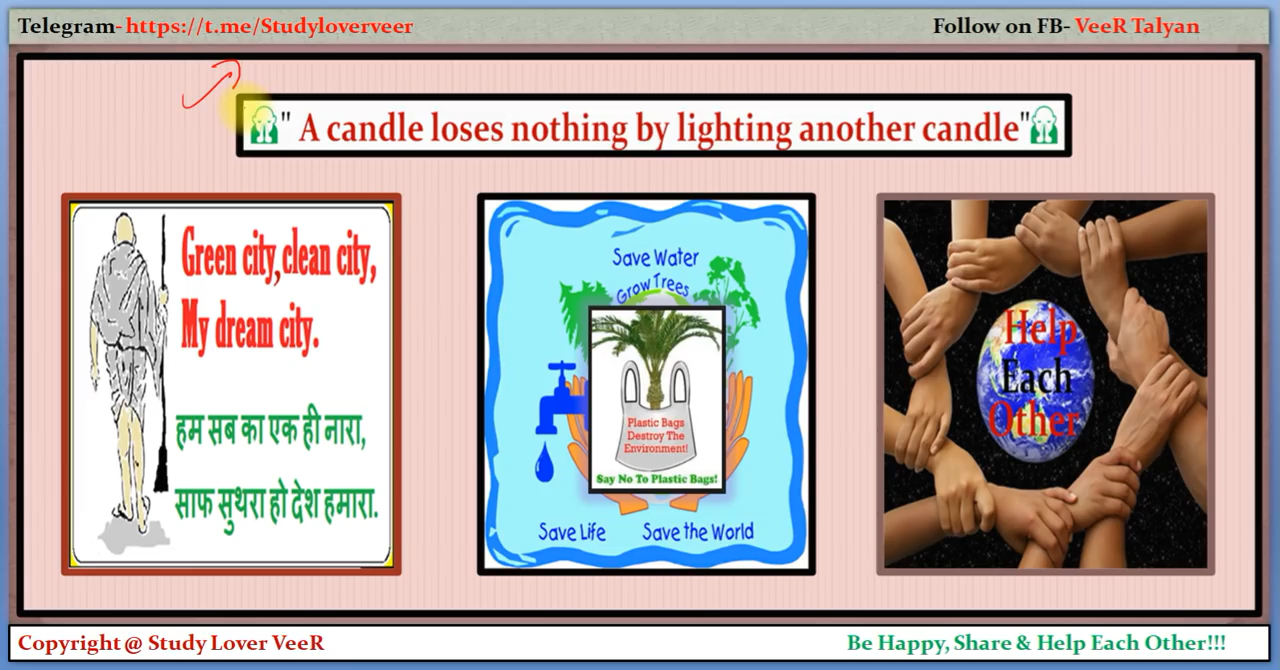 Telegram- https://t.me/Studyloverveer
Follow on FB- VeeR Talyan
" A candle loses nothing by lighting another candle"
Green city,clean city,
My dream city.
हम सब का एक ही नारा,
साफ सुथरा हो देश हमारा.
Save Water
Grow Trees
Plastic Bags
Destroy The
Environment!
Say No To Plastic Bags!
Save Life
Save the World
Help
Each
Other
Copyright @ Study Lover VeeR
Be Happy, Share & Help Each Other!!!